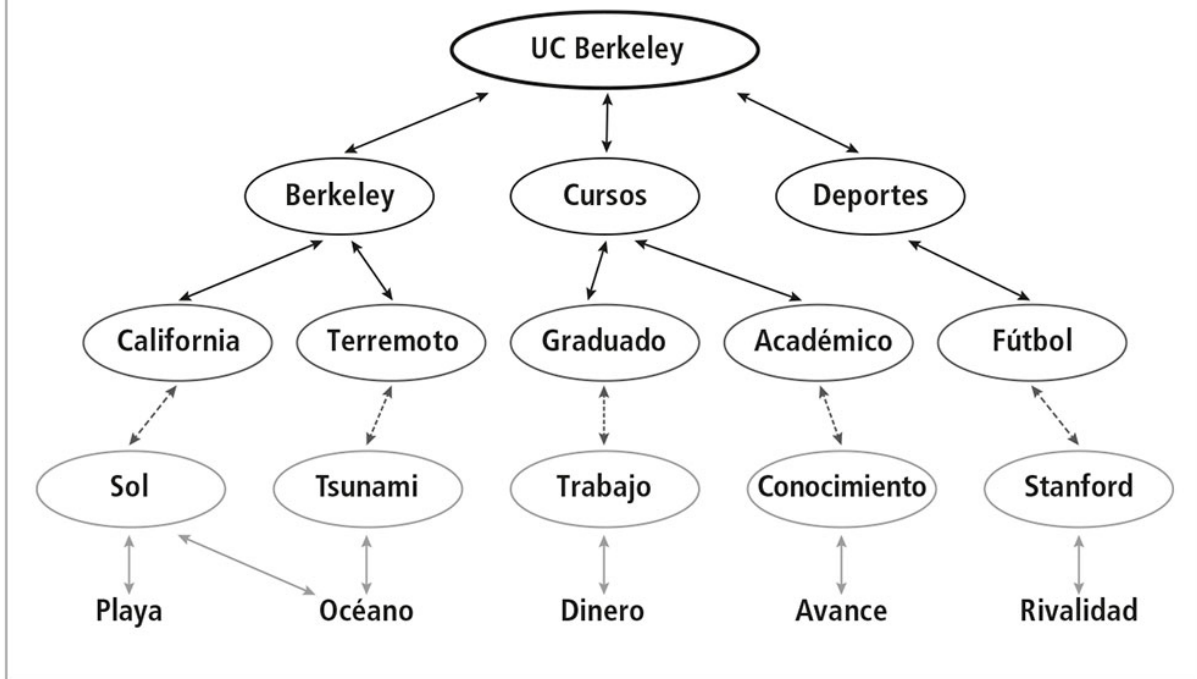 UC Berkeley
Berkeley Cursos Deportes
California Terremoto Graduado Académico Fútbol
Sol Tsunami Trabajo Conocimiento Stanford
Playa Océano Dinero Avance Rivalidad